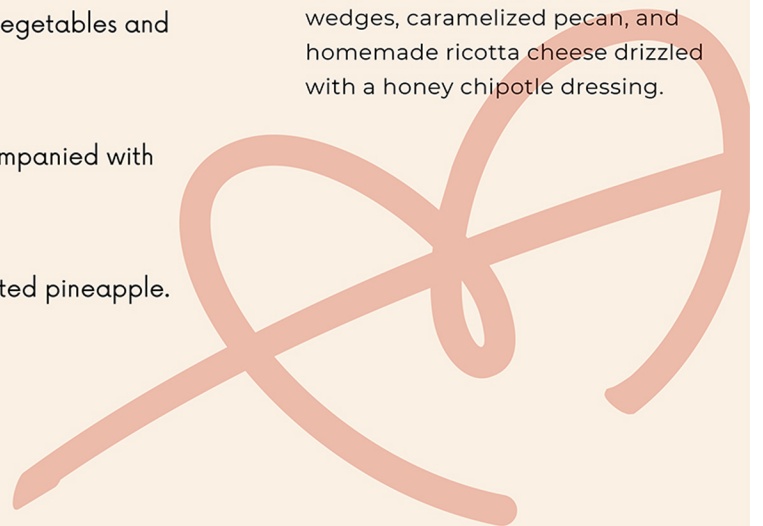 egetables and
mpanied with
ted pineapple.
wedges, caramelized pecan, and
homemade ricotta cheese drizzled
with a honey chipotle dressing.